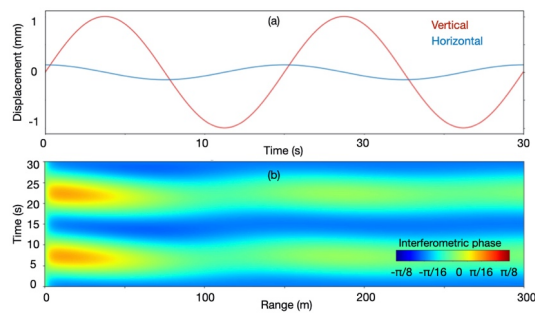 (a)
Vertical
Horizontal
1
0
-1
Displacement (mm)
0 10 30 30
Time (s)
(b)
30
25
20
15
10
5
0
Time (s)
Interferometric phase
-π/8 -π/16 0 π/16 π/8
0 100 200 300
Range (m)